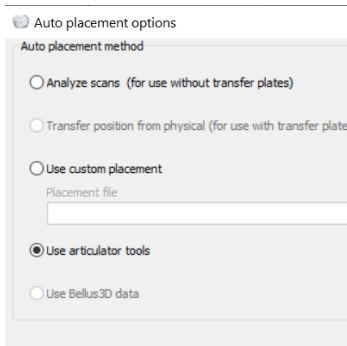 Auto placement options
Auto placement method
Analyze scans (for use without transfer plates)
Transfer position from physical (for use with transfer plate
Use custom placement
Placement file
Use articulator tools
Use Bellus3D data